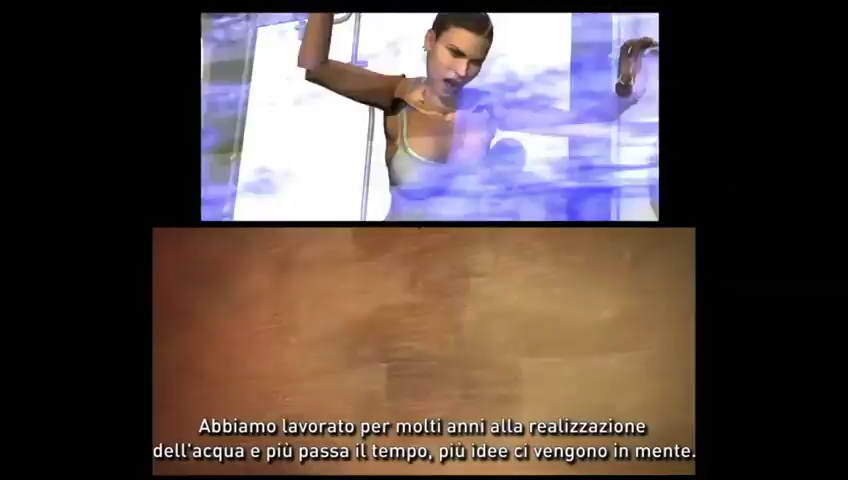 Abbiamo lavorato per molti anni alla realizzazione
dell'acqua e più passa il tempo, più idee ci vengono in mente.